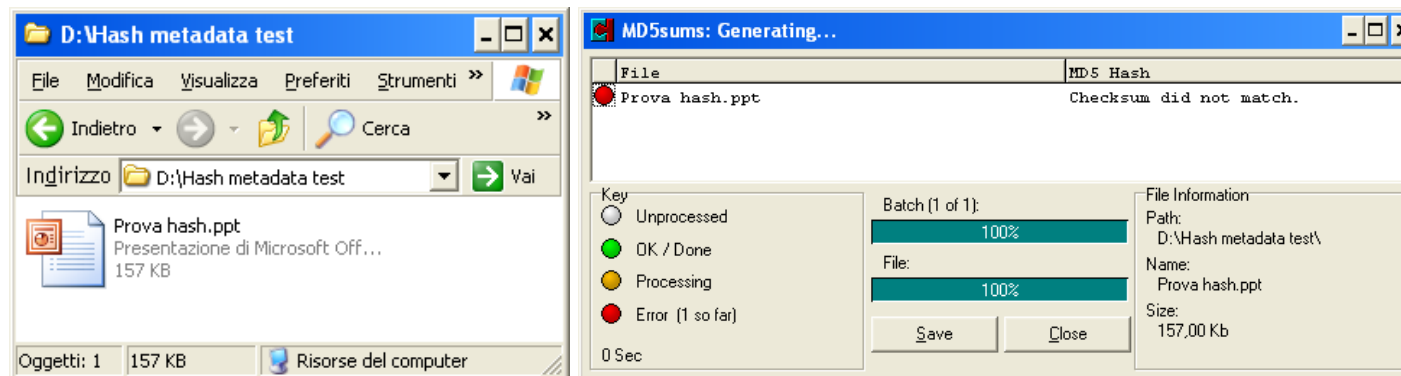 D:\Hash metadata test
File Modifica Visualizza Preferiti Strumenti »
Indietro Cerca »
Indirizzo D:\Hash metadata test Vai
Prova hash.ppt
Presentazione di Microsoft Off...
157 KB
Oggetti: 1 157 KB Risorse del computer
MD5sums: Generating...
File MD5 Hash
Prova hash.ppt Checksum did not match.
Key
Unprocessed
OK / Done
Processing
Error (1 so far)
0 Sec
Batch (1 of 1):
100%
File:
100%
Save Close
File Information
Path:
D:\Hash metadata test\
Name:
Prova hash.ppt
Size:
157,00 Kb